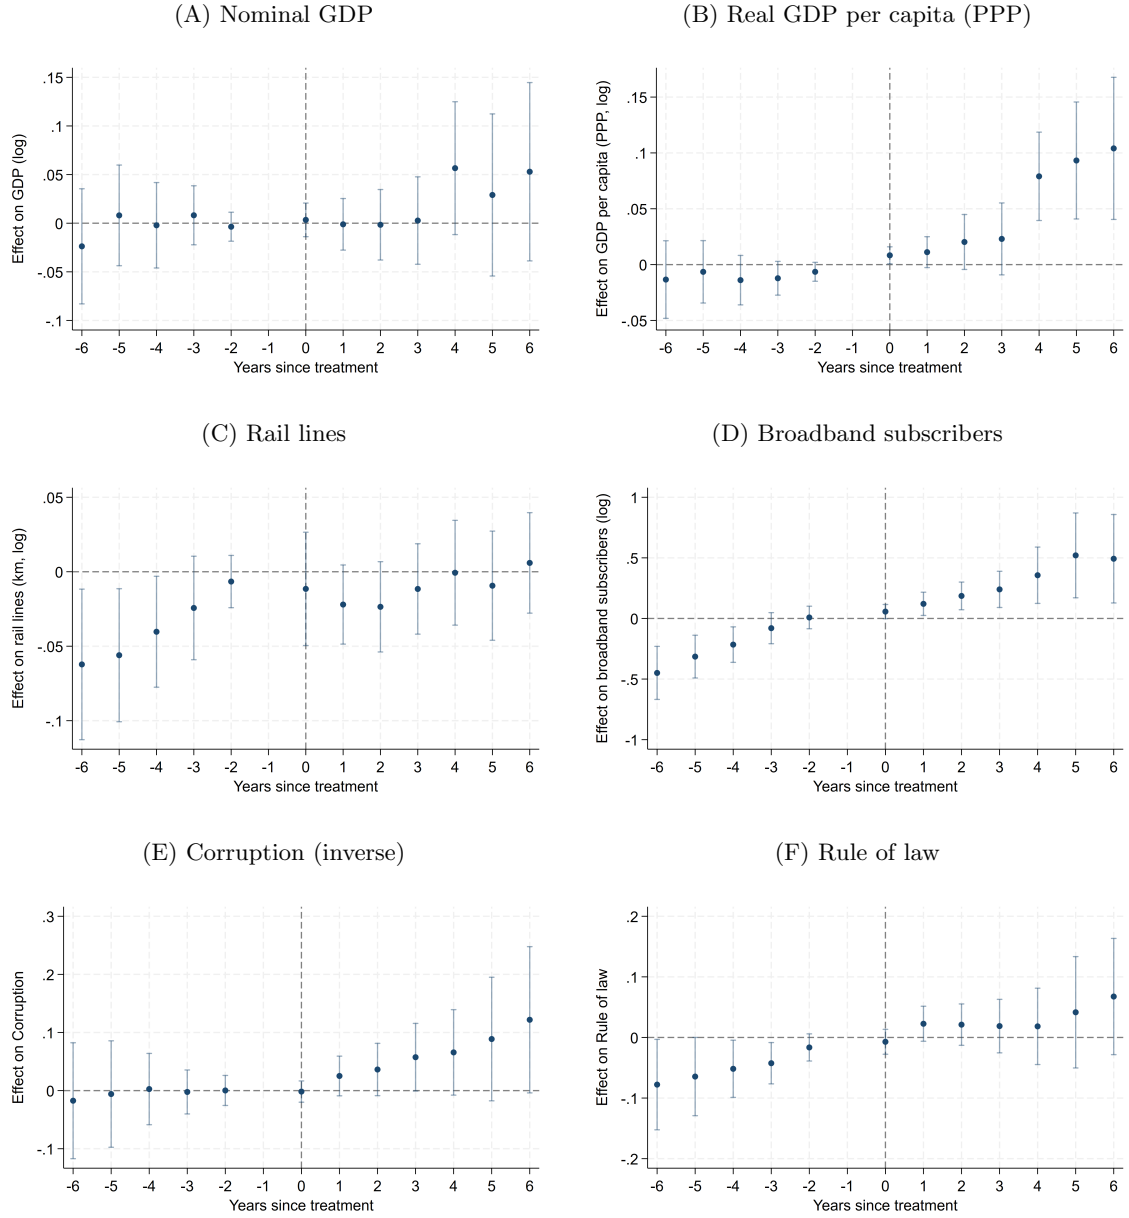 (A) Nominal GDP
Effect on GDP (log)
.15
.1
.05
0
-.05
-.1
-6 -5 -4 -3 -2 -1 0 1 2 3 4 5 6
Years since treatment
(B) Real GDP per capita (PPP)
Effect on GDP per capita (PPP, log)
.15
.1
.05
0
-.05
-6 -5 -4 -3 -2 -1 0 1 2 3 4 5 6
Years since treatment
(C) Rail lines
Effect on rail lines (km, log)
.05
0
-.05
-.1
-6 -5 -4 -3 -2 -1 0 1 2 3 4 5 6
Years since treatment
(D) Broadband subscribers
Effect on broadband subscribers (log)
1
.5
0
-.5
-1
-6 -5 -4 -3 -2 -1 0 1 2 3 4 5 6
Years since treatment
(E) Corruption (inverse)
Effect on Corruption
.3
.2
.1
0
-.1
-6 -5 -4 -3 -2 -1 0 1 2 3 4 5 6
Years since treatment
(F) Rule of law
Effect on Rule of law
.2
.1
0
-.1
-.2
-6 -5 -4 -3 -2 -1 0 1 2 3 4 5 6
Years since treatment